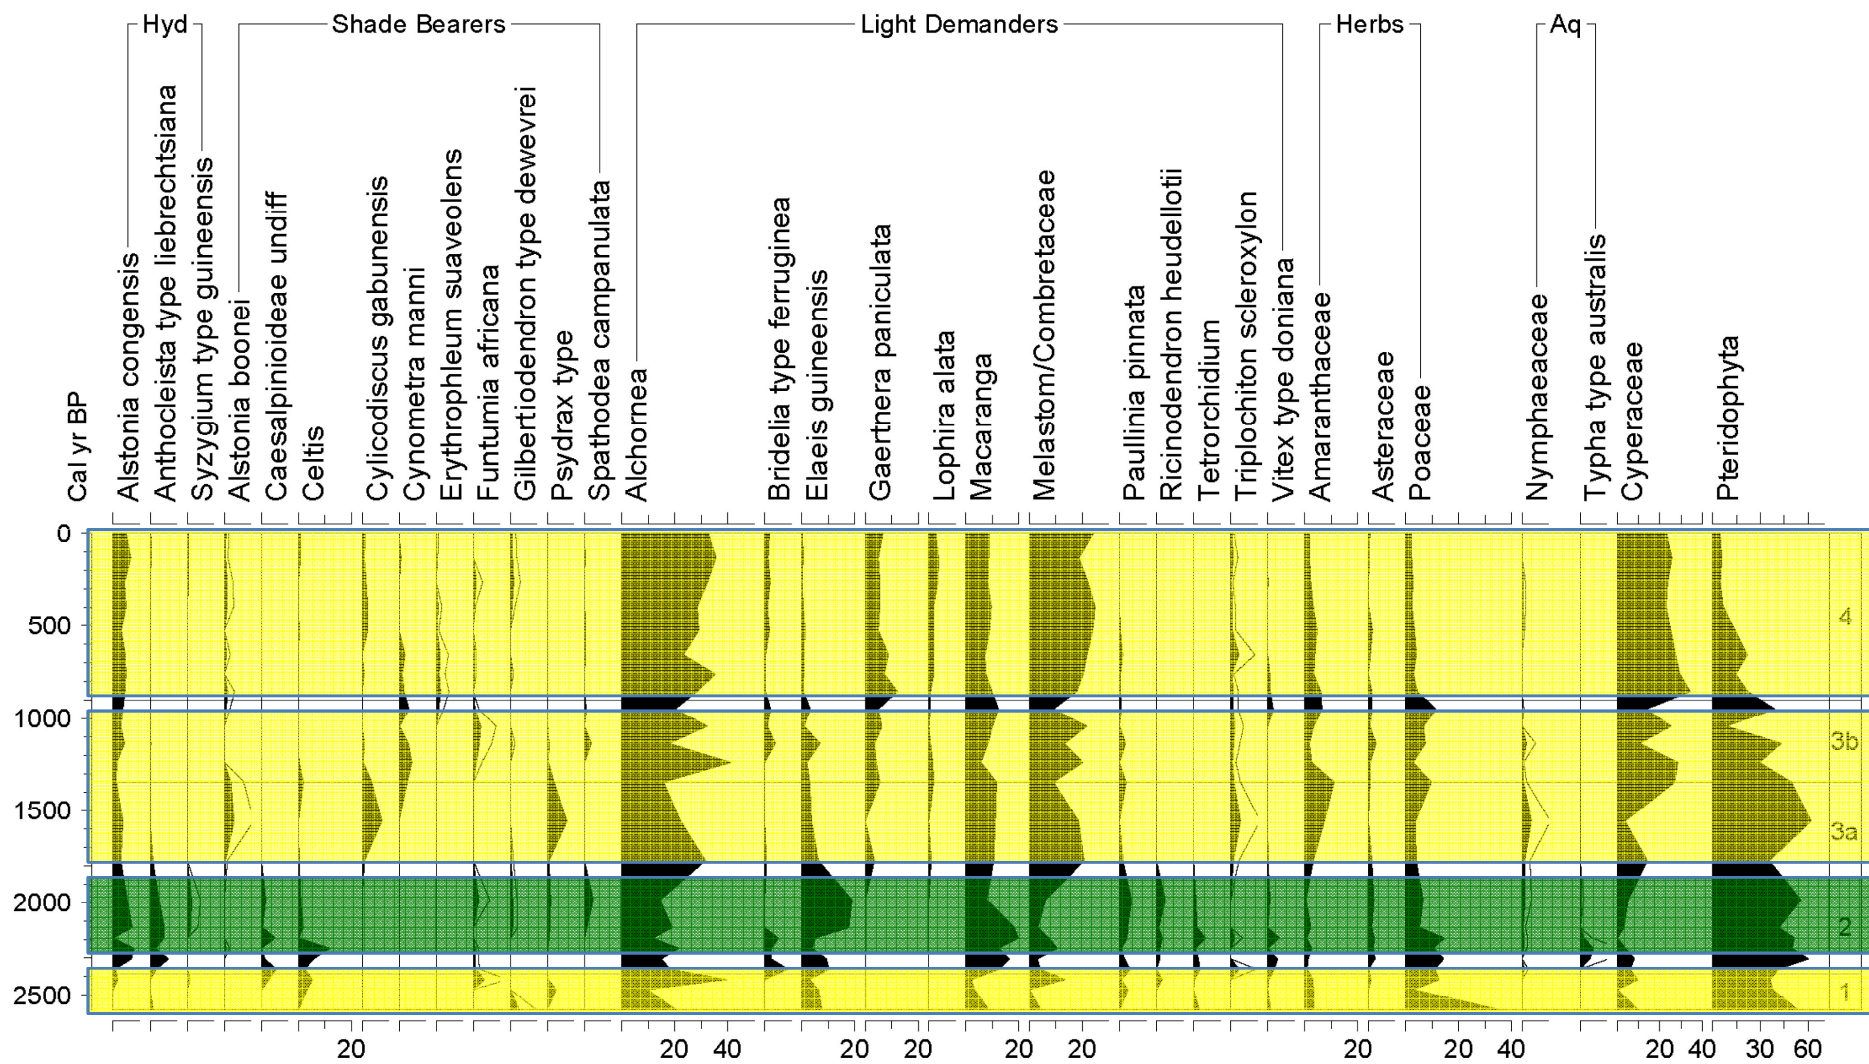 Hyd Shade Bearers Light Demanders Herbs Aq
Cal yr BP
Alstonia congensis
Anthocleista type liebrechtsiana
Syzygium type guineensis
Alstonia boonei
Caesalpinioideae undiff
Celtis
Cylicodiscus gabunensis
Cynometra manni
Erythrophleum suaveolens
Funtumia africana
Gilbertiodendron type dewevrei
Psydrax type
Spathodea campanulata
Alchornea
Bridelia type ferruginea
Elaeis guineensis
Gaertnera paniculata
Lophira alata
Macaranga
Melastom/Combretaceae
Paullinia pinnata
Ricinodendron heudellotii
Tetrorchidium
Triplochiton scleroxylon
Vitex type doniana
Amaranthaceae
Asteraceae
Poaceae
Nymphaeaceae
Typha type australis
Cyperaceae
Pteridophyta
0
500
4
1000
3b
1500
3a
2000
2
2500
1
20 20 40 20 20 20 20 20 20 40 20 40 30 60